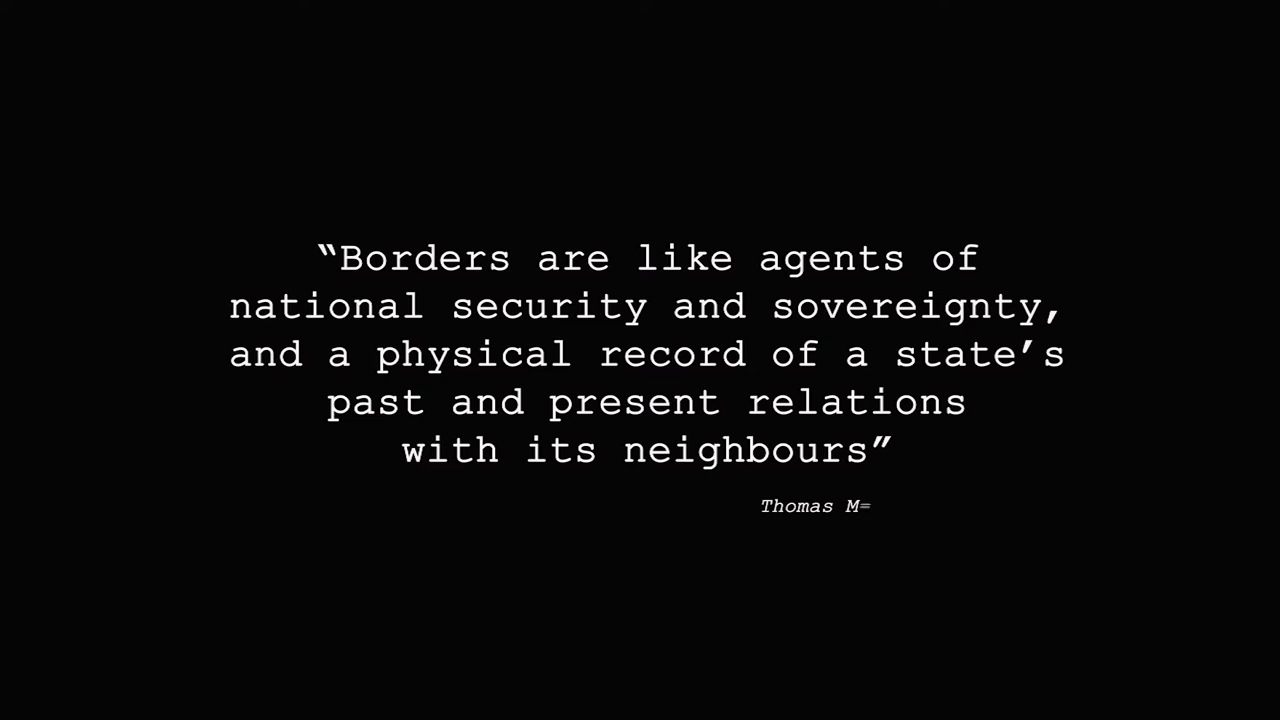 “Borders are like agents of
national security and sovereignty,
and a physical record of a state’s
past and present relations
with its neighbours”
Thomas M=